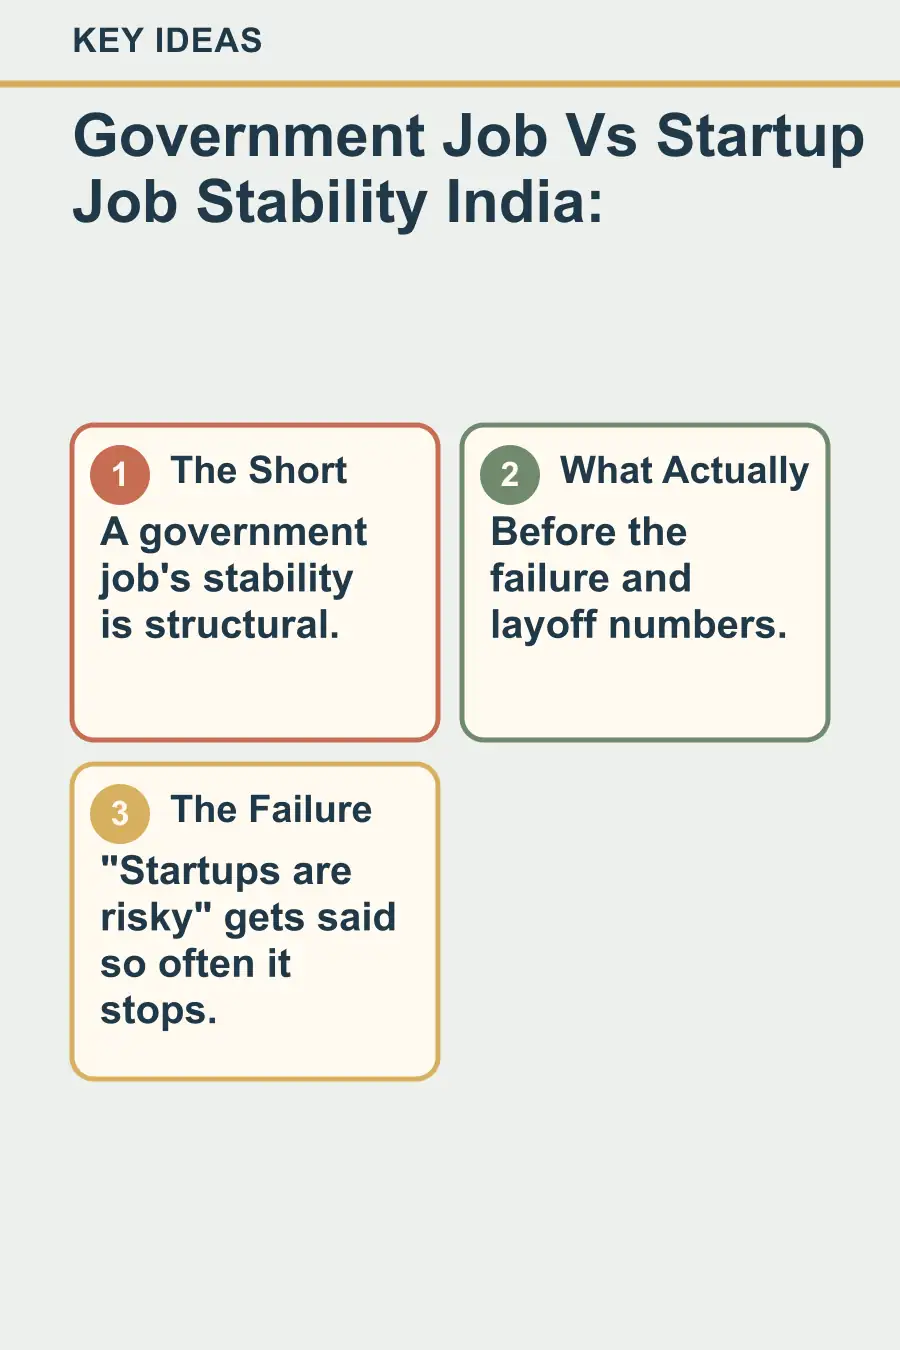 KEY IDEAS
Government Job Vs Startup
Job Stability India:
1 The Short
A government
job's stability
is structural.
2 What Actually
Before the
failure and
layoff numbers.
3 The Failure
"Startups are
risky" gets said
so often it
stops.